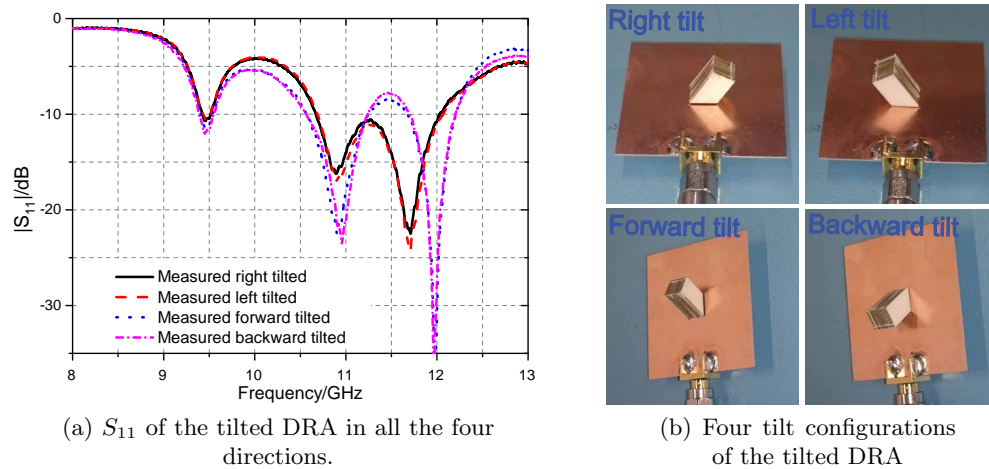 0
-10
-20
-30
|S11|/dB
Measured right tilted
Measured left tilted
Measured forward tilted
Measured backward tilted
8 9 10 11 12 13
Frequency/GHz
(a) S11 of the tilted DRA in all the four
directions.
Right tilt
Left tilt
Forward tilt
Backward tilt
(b) Four tilt configurations
of the tilted DRA